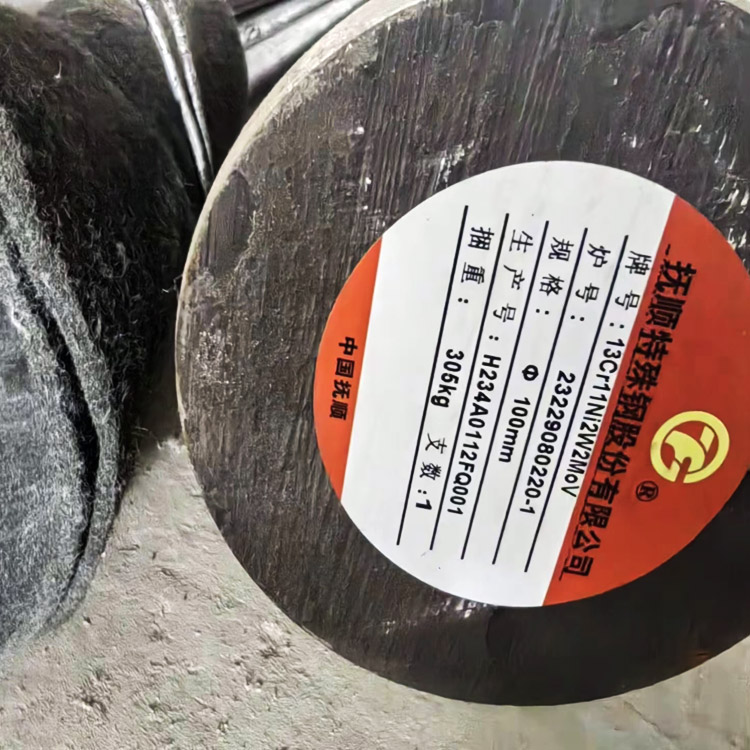 抚顺特殊钢股份有限公司
®
牌号:13Cr11Ni2W2MoV
炉号: 23229080220-1
规格: Φ 100mm
生产号:H234A0112FQ001
捆重: 305kg 支数:1
中国抚顺